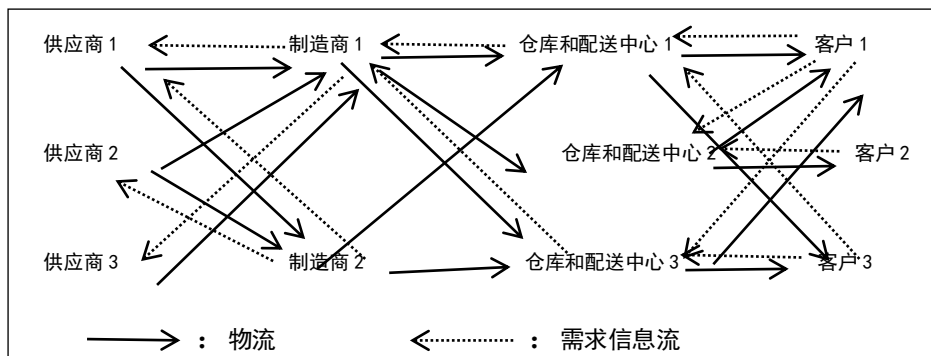 供应商 1 制造商 1 仓库和配送中心 1 客户 1
供应商 2 仓库和配送中心 2 客户 2
供应商 3 制造商 2 仓库和配送中心 3 客户 3
： 物流 ： 需求信息流